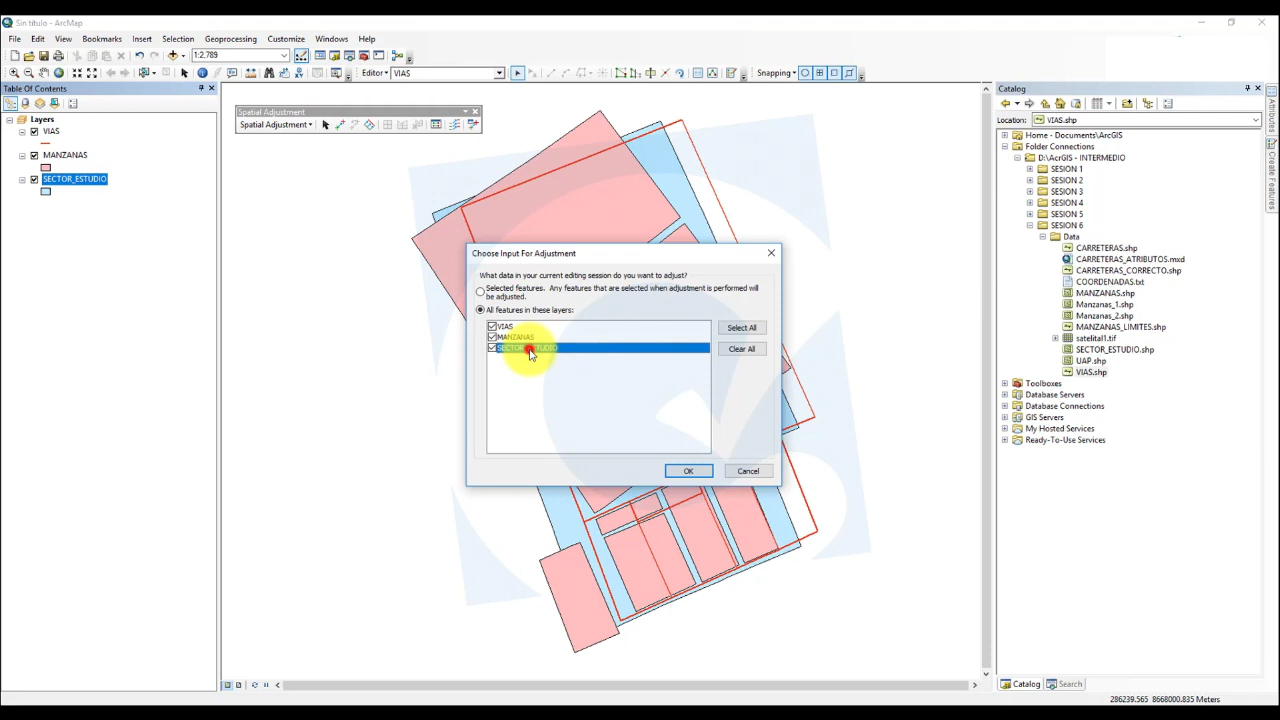 Sin título - ArcMap
File Edit View Bookmarks Insert Selection Geoprocessing Customize Windows Help
1:2,789
Editor VIAS
Snapping
Table Of Contents
Layers
VIAS
MANZANAS
SECTOR_ESTUDIO
Spatial Adjustment
Spatial Adjustment
Choose Input For Adjustment
What data in your current editing session do you want to adjust?
Selected features. Any features that are selected when adjustment is performed will
be adjusted.
All features in these layers:
VIAS
MANZANAS
SECTOR_ESTUDIO
Select All
Clear All
OK Cancel
Catalog
Location: VIAS.shp
Home - Documents\ArcGIS
Folder Connections
D:\AcrGIS - INTERMEDIO
SESION 1
SESION 2
SESION 3
SESION 4
SESION 5
SESION 6
Data
CARRETERAS.shp
CARRETERAS_ATRIBUTOS.mxd
CARRETERAS_CORRECTO.shp
COORDENADAS.txt
MANZANAS.shp
Manzanas_1.shp
Manzanas_2.shp
MANZANAS_LIMITES.shp
satelital1.tif
SECTOR_ESTUDIO.shp
UAP.shp
VIAS.shp
Toolboxes
Database Servers
Database Connections
GIS Servers
My Hosted Services
Ready-To-Use Services
Catalog Search
Attributes
Create Features
286239.565 8668000.835 Meters